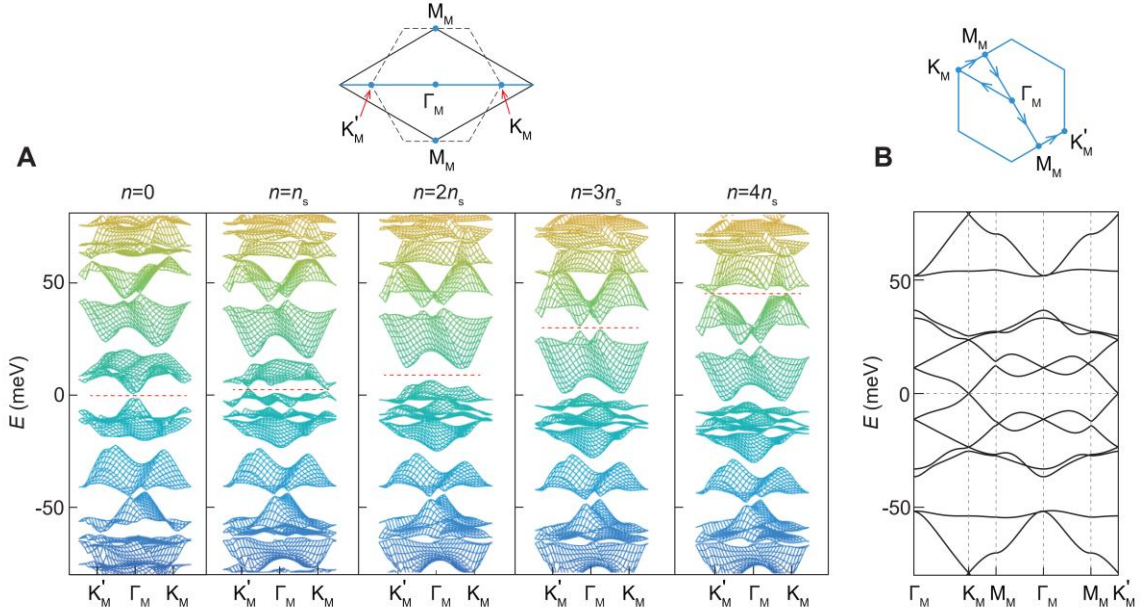 M_M
Γ_M
K'_M
K_M
M_M
M_M
K_M
Γ_M
M_M
K'_M
A
B
n=0
n=n_s
n=2n_s
n=3n_s
n=4n_s
E (meV)
50
0
-50
K'_M Γ_M K_M
K'_M Γ_M K_M
K'_M Γ_M K_M
K'_M Γ_M K_M
K'_M Γ_M K_M
E (meV)
50
0
-50
Γ_M K_M M_M Γ_M M_M K'_M